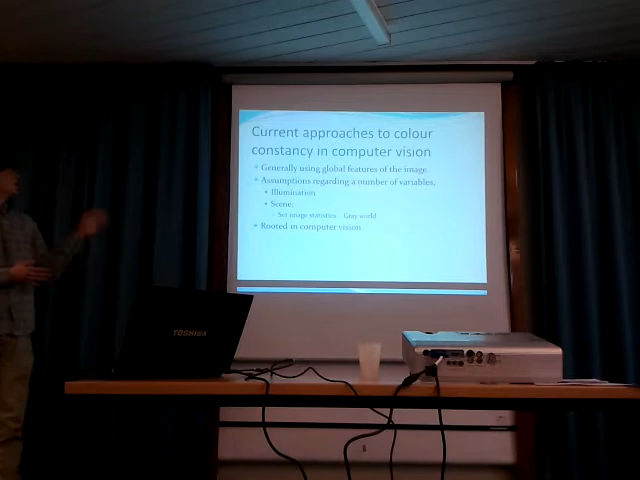 Current approaches to colour
constancy in computer vision
Generally using global features of the image.
Assumptions regarding a number of variables.
Illumination
Scene.
Set image statistics Gray world
Rooted in computer vision
TOSHIBA